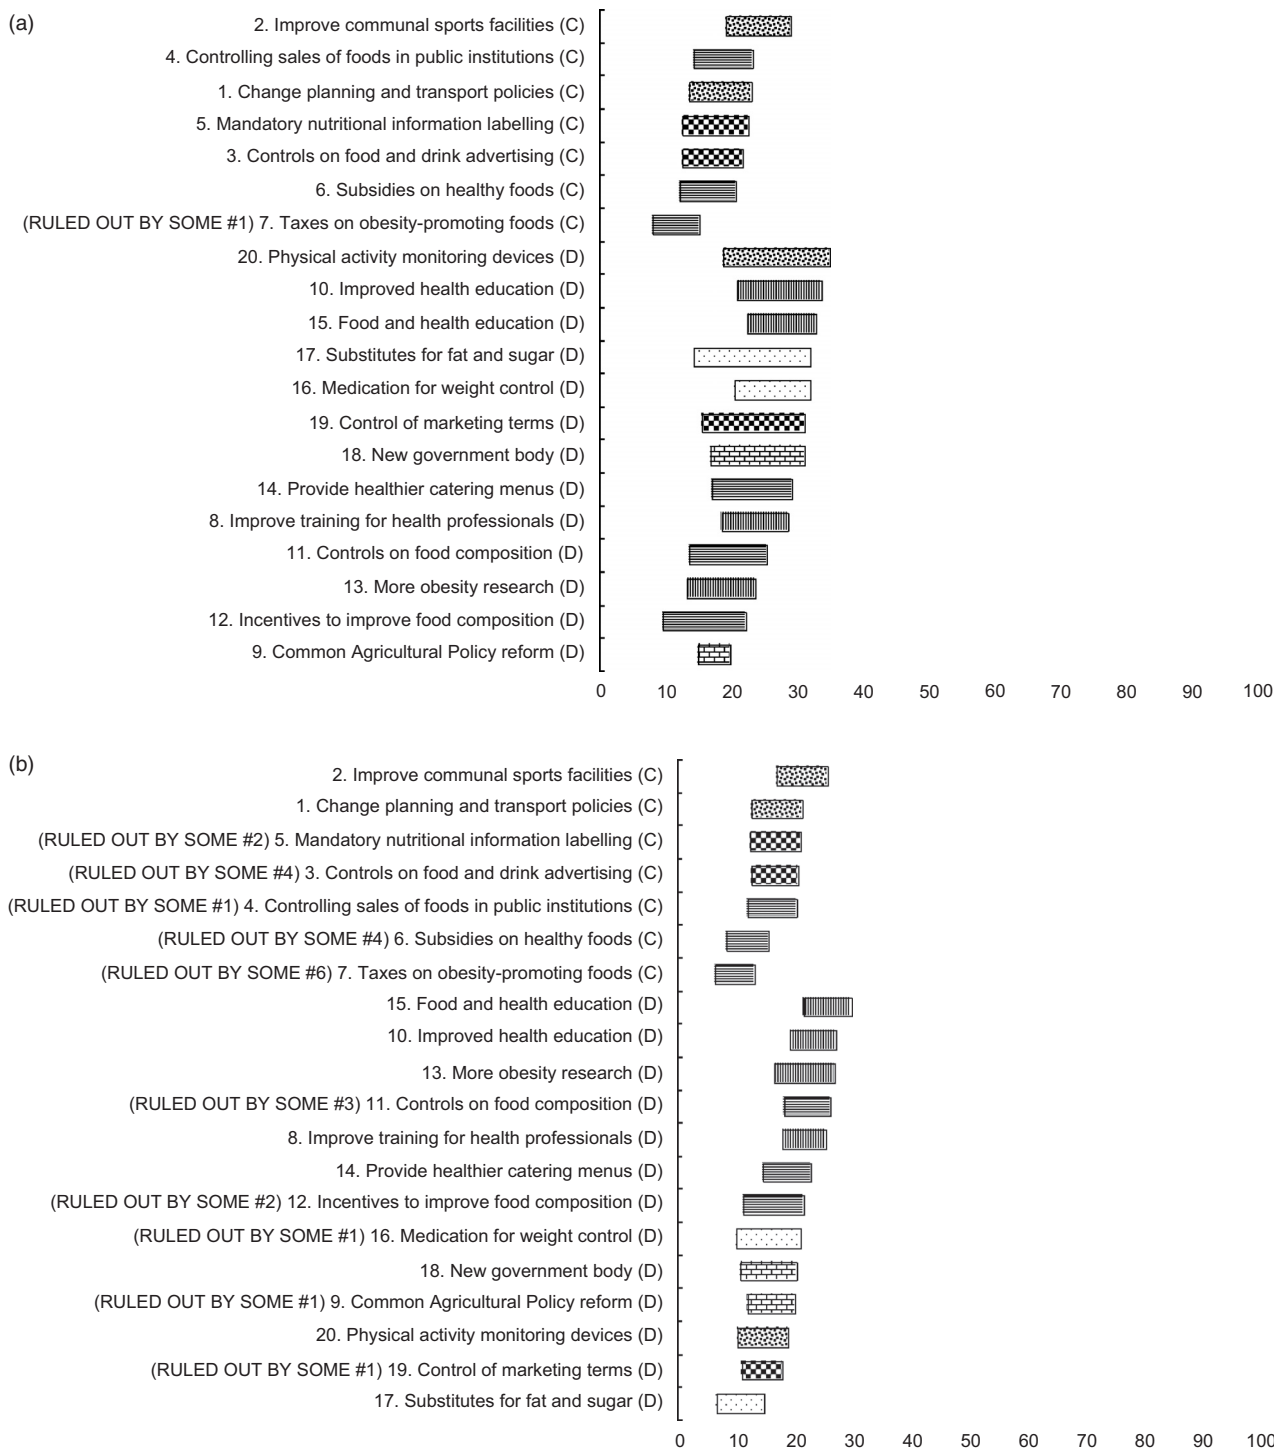 (a)
2. Improve communal sports facilities (C)
4. Controlling sales of foods in public institutions (C)
1. Change planning and transport policies (C)
5. Mandatory nutritional information labelling (C)
3. Controls on food and drink advertising (C)
6. Subsidies on healthy foods (C)
(RULED OUT BY SOME #1) 7. Taxes on obesity-promoting foods (C)
20. Physical activity monitoring devices (D)
10. Improved health education (D)
15. Food and health education (D)
17. Substitutes for fat and sugar (D)
16. Medication for weight control (D)
19. Control of marketing terms (D)
18. New government body (D)
14. Provide healthier catering menus (D)
8. Improve training for health professionals (D)
11. Controls on food composition (D)
13. More obesity research (D)
12. Incentives to improve food composition (D)
9. Common Agricultural Policy reform (D)
0 10 20 30 40 50 60 70 80 90 100
(b)
2. Improve communal sports facilities (C)
1. Change planning and transport policies (C)
(RULED OUT BY SOME #2) 5. Mandatory nutritional information labelling (C)
(RULED OUT BY SOME #4) 3. Controls on food and drink advertising (C)
(RULED OUT BY SOME #1) 4. Controlling sales of foods in public institutions (C)
(RULED OUT BY SOME #4) 6. Subsidies on healthy foods (C)
(RULED OUT BY SOME #6) 7. Taxes on obesity-promoting foods (C)
15. Food and health education (D)
10. Improved health education (D)
13. More obesity research (D)
(RULED OUT BY SOME #3) 11. Controls on food composition (D)
8. Improve training for health professionals (D)
14. Provide healthier catering menus (D)
(RULED OUT BY SOME #2) 12. Incentives to improve food composition (D)
(RULED OUT BY SOME #1) 16. Medication for weight control (D)
18. New government body (D)
(RULED OUT BY SOME #1) 9. Common Agricultural Policy reform (D)
20. Physical activity monitoring devices (D)
(RULED OUT BY SOME #1) 19. Control of marketing terms (D)
17. Substitutes for fat and sugar (D)
0 10 20 30 40 50 60 70 80 90 100